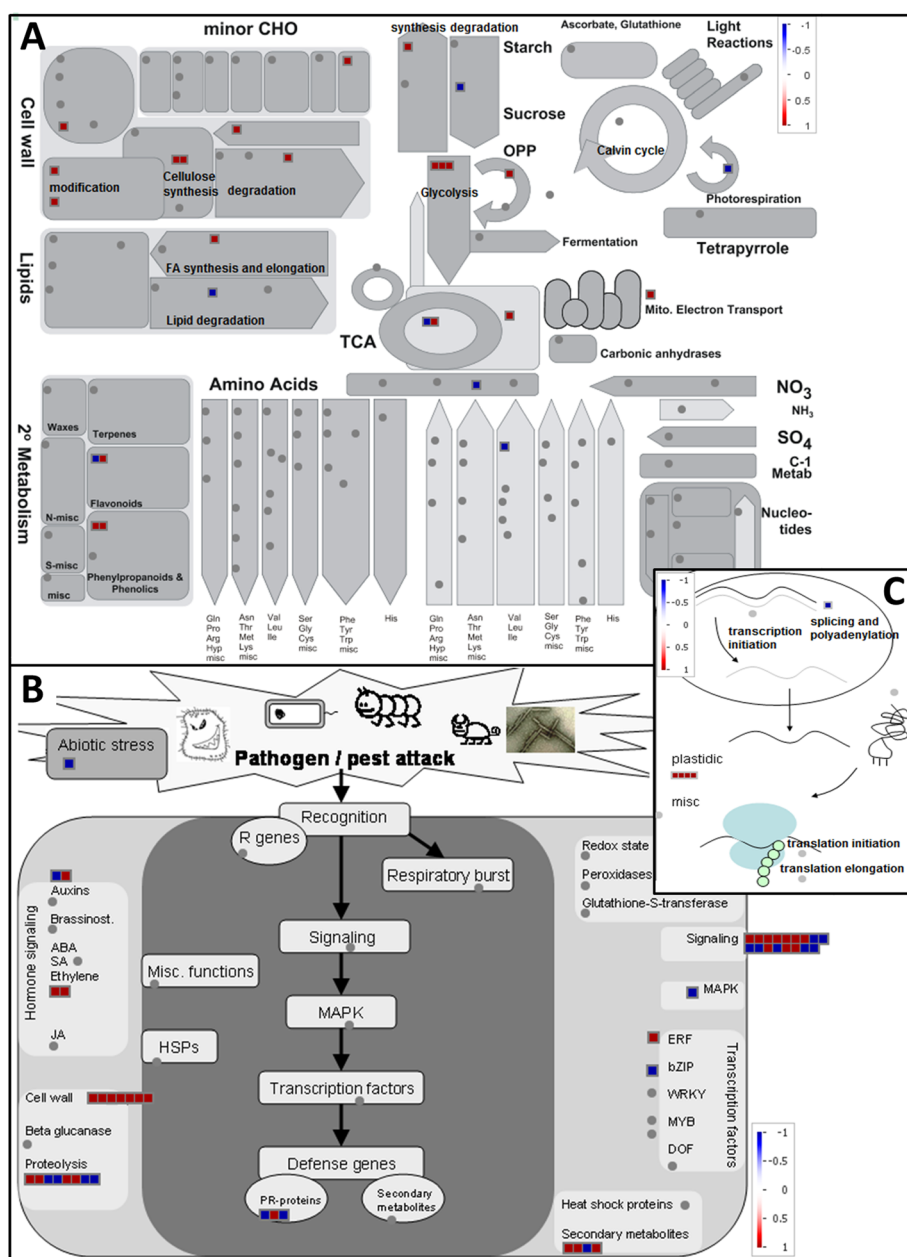 A
minor CHO
synthesis degradation
Starch
Sucrose
Ascorbate, Glutathione
Light
Reactions
-1
-0.5
0
0.5
1
Cell wall
modification
Cellulose
synthesis
degradation
OPP
Glycolysis
Calvin cycle
Photorespiration
Tetrapyrrole
Fermentation
Lipids
FA synthesis and elongation
Lipid degradation
TCA
Mito. Electron Transport
Carbonic anhydrases
2° Metabolism
Waxes
Terpenes
N-misc
Flavonoids
S-misc
misc
Phenylpropanoids &
Phenolics
Amino Acids
NO3
NH3
SO4
C-1
Metab
Nucleo-
tides
Gln
Pro
Arg
Hyp
misc
Asn
Thr
Met
Lys
misc
Val
Leu
Ile
Ser
Gly
Cys
misc
Phe
Tyr
Trp
misc
His
Gln
Pro
Arg
Hyp
misc
Asn
Thr
Met
Lys
misc
Val
Leu
Ile
Ser
Gly
Cys
misc
Phe
Tyr
Trp
misc
His
C
-1
-0.5
0
0.5
1
transcription
initiation
splicing and
polyadenylation
plastidic
misc
translation initiation
translation elongation
B
Abiotic stress
Pathogen / pest attack
Recognition
R genes
Respiratory burst
Signaling
Misc. functions
MAPK
HSPs
Transcription factors
Defense genes
PR-proteins
Secondary
metabolites
Hormone signaling
Auxins
Brassinost.
ABA
SA
Ethylene
JA
Cell wall
Beta glucanase
Proteolysis
Redox state
Peroxidases
Glutathione-S-transferase
Signaling
MAPK
ERF
bZIP
WRKY
MYB
DOF
Transcription factors
Heat shock proteins
Secondary metabolites
-1
-0.5
0
0.5
1